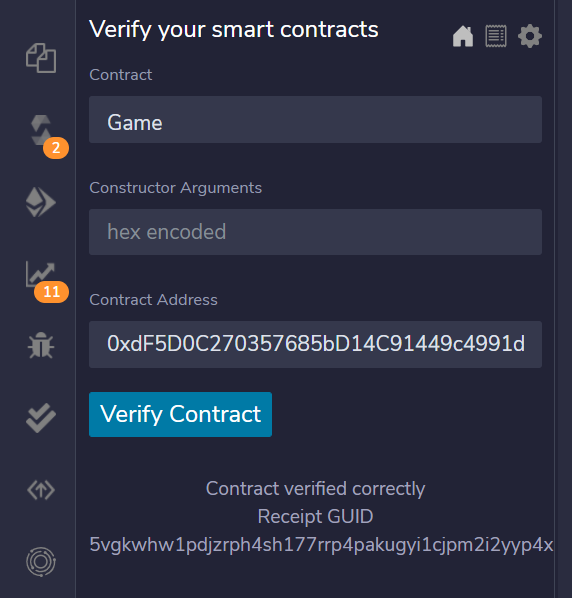 Verify your smart contracts
Contract
Game
2
Constructor Arguments
hex encoded
11
Contract Address
0xdF5D0C270357685bD14C91449c4991d
Verify Contract
Contract verified correctly
Receipt GUID
5vgkwhw1pdjzrph4sh177rrp4pakugyi1cjpm2i2yyp4x